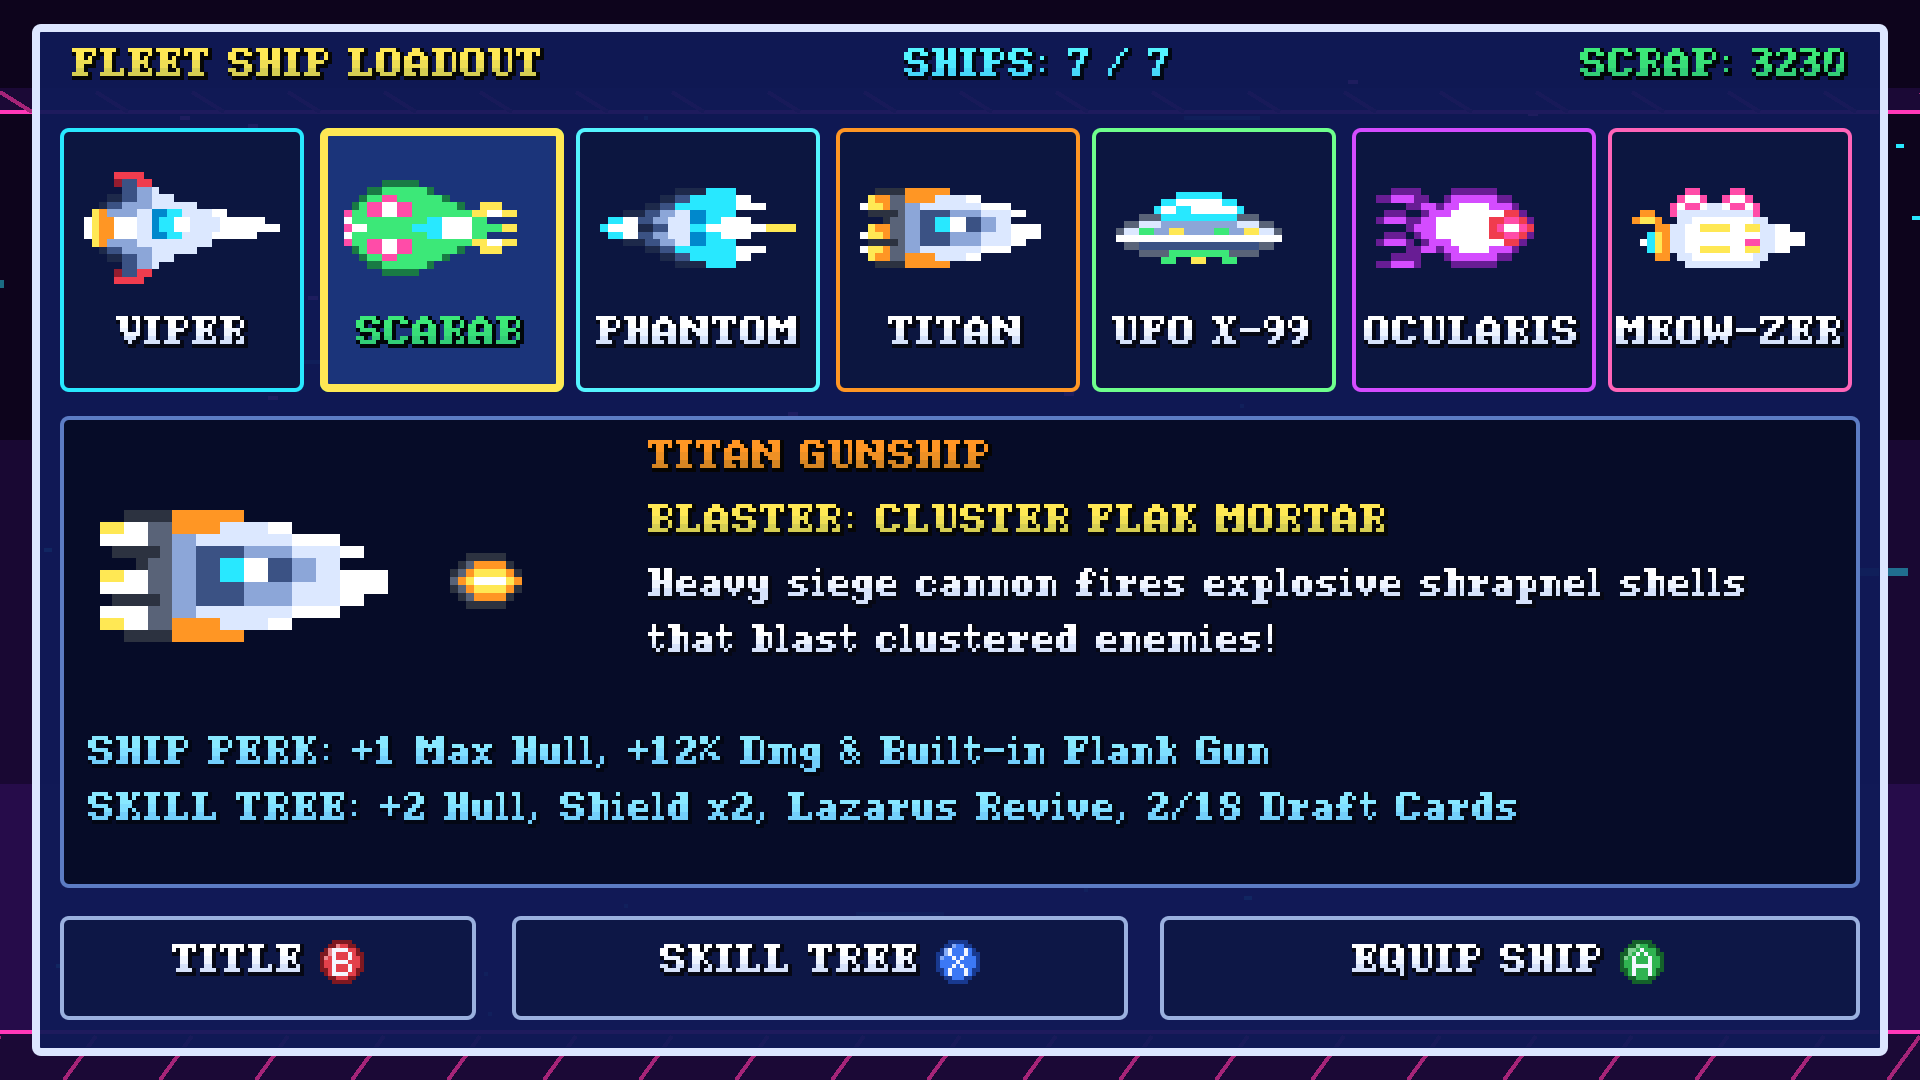 FLEET SHIP LOADOUT
SHIPS: 7 / 7
SCRAP: 3230
VIPER
SCARAB
PHANTOM
TITAN
UFO X-99
OCULARIS
MEOW-ZER
TITAN GUNSHIP
BLASTER: CLUSTER FLAK MORTAR
Heavy siege cannon fires explosive shrapnel shells
that blast clustered enemies!
SHIP PERK: +1 Max Hull, +12% Dmg & Built-in Flank Gun
SKILL TREE: +2 Hull, Shield x2, Lazarus Revive, 2/18 Draft Cards
TITLE B
SKILL TREE X
EQUIP SHIP A